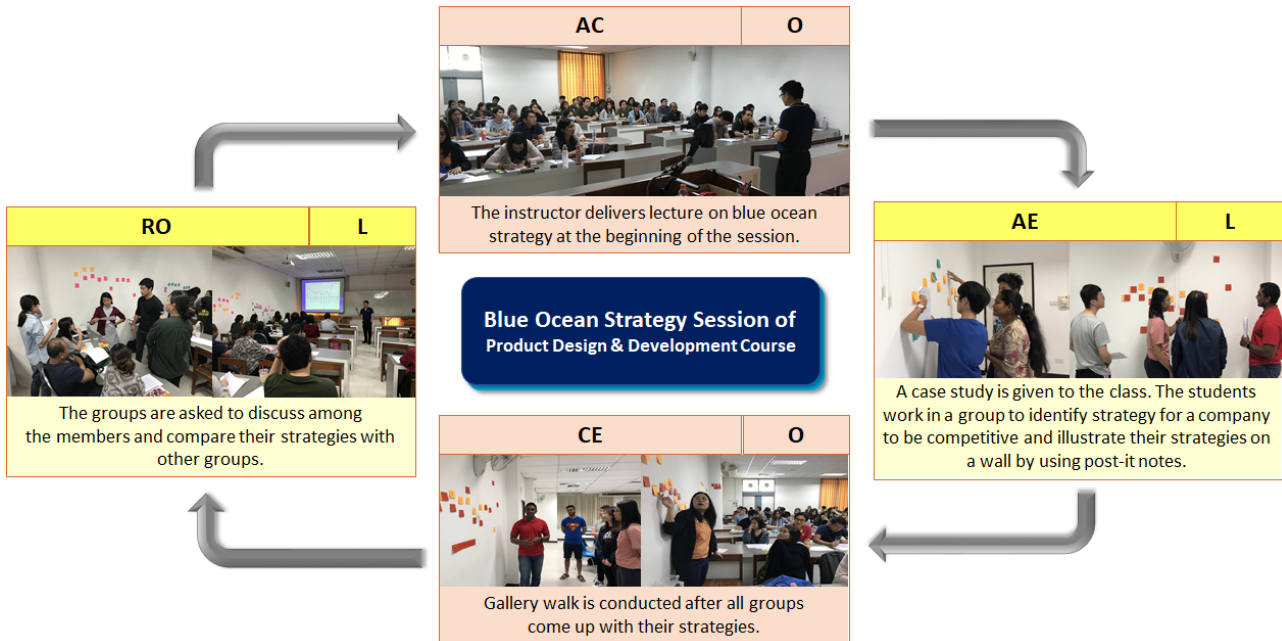 AC
O
The instructor delivers lecture on blue ocean
strategy at the beginning of the session.
RO
L
The groups are asked to discuss among
the members and compare their strategies with
other groups.
Blue Ocean Strategy Session of
Product Design & Development Course
AE
L
A case study is given to the class. The students
work in a group to identify strategy for a company
to be competitive and illustrate their strategies on
a wall by using post-it notes.
CE
O
Gallery walk is conducted after all groups
come up with their strategies.